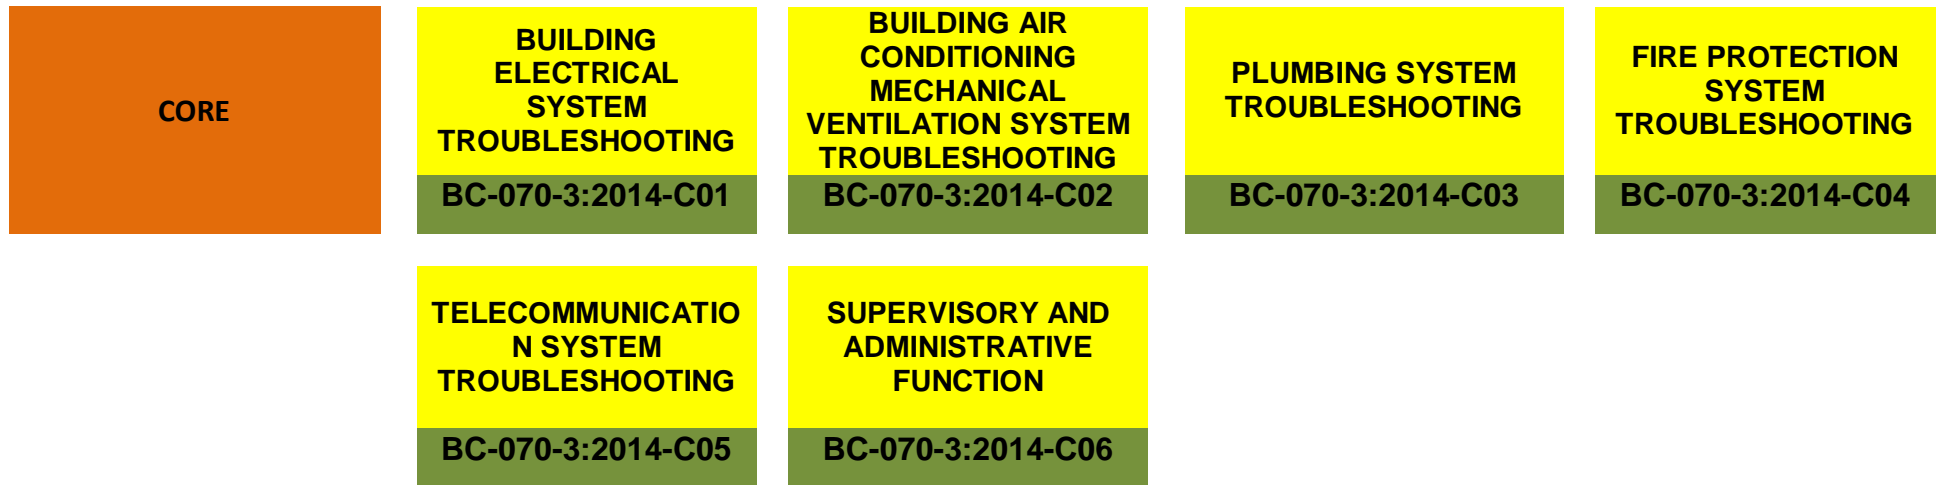 CORE
BUILDING
ELECTRICAL
SYSTEM
TROUBLESHOOTING
BC-070-3:2014-C01
BUILDING AIR
CONDITIONING
MECHANICAL
VENTILATION SYSTEM
TROUBLESHOOTING
BC-070-3:2014-C02
PLUMBING SYSTEM
TROUBLESHOOTING
BC-070-3:2014-C03
FIRE PROTECTION
SYSTEM
TROUBLESHOOTING
BC-070-3:2014-C04
TELECOMMUNICATIO
N SYSTEM
TROUBLESHOOTING
BC-070-3:2014-C05
SUPERVISORY AND
ADMINISTRATIVE
FUNCTION
BC-070-3:2014-C06